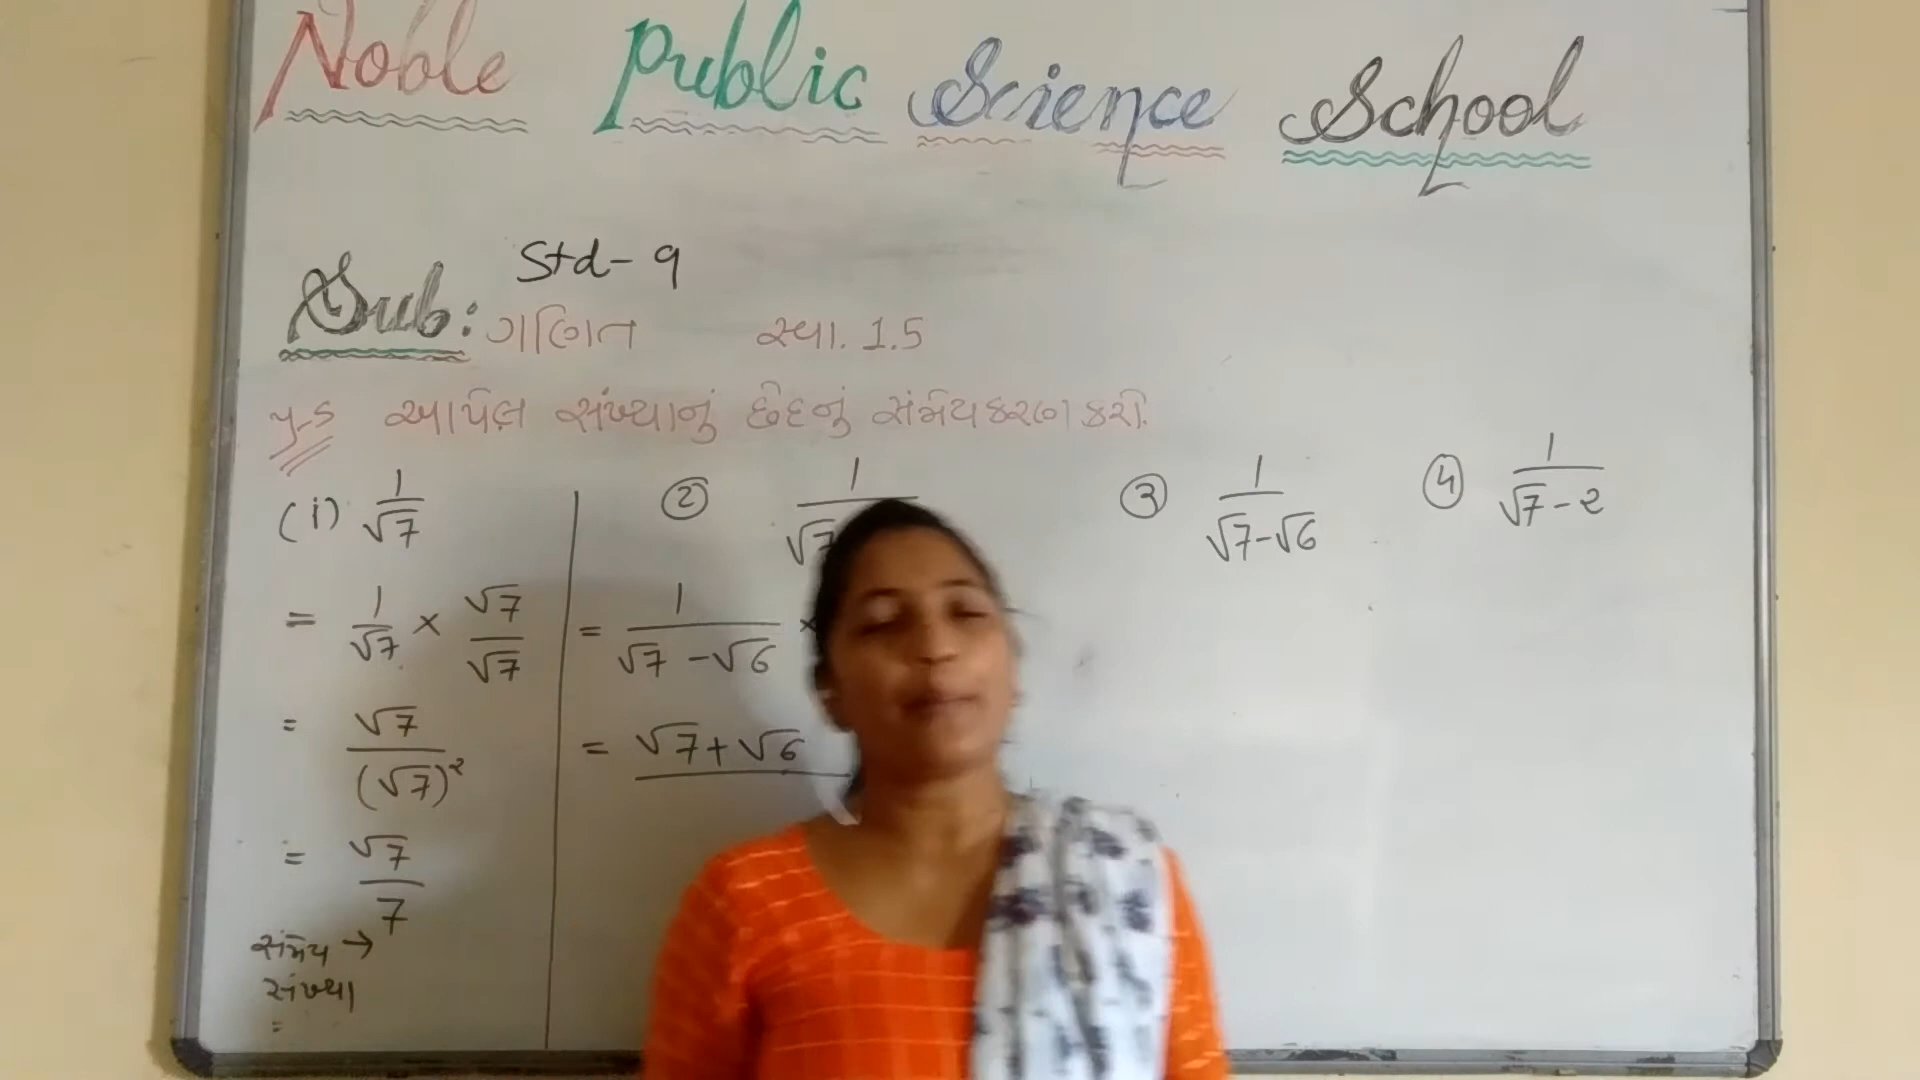 Noble Public Science School
Std- 9
Sub: ગણિત સ્વા. 1.5
પ્ર-5 આપેલ સંખ્યાનું છેદનું સંમેયકરણ કરો.
(i) 1/√7
= 1/√7 × √7/√7
= √7/(√7)²
= √7/7
સંમેય →
સંખ્યા
② 1/√7
= 1/(√7 - √6) ×
= √7 + √6
③ 1/(√7-√6)
④ 1/(√7-2)